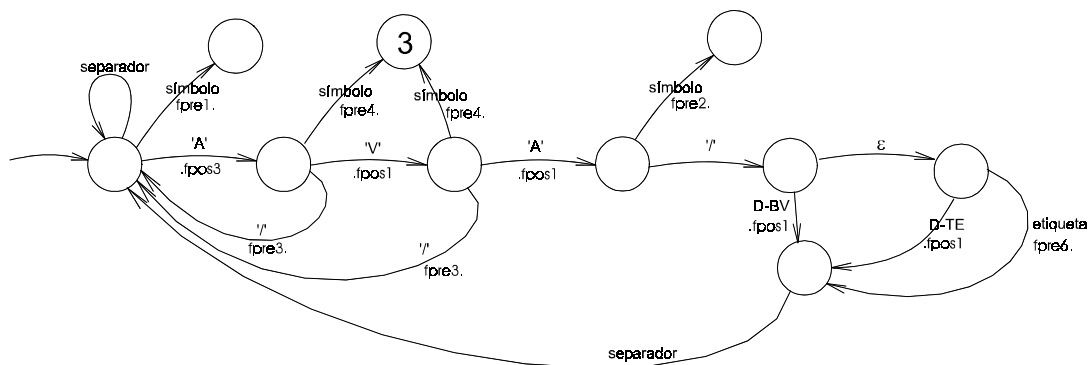 separador
símbolo
fpre1.
3
símbolo
fpre4.
símbolo
fpre4.
símbolo
fpre2.
'A'
.fpos3
'V'
.fpos1
'A'
.fpos1
'/'
ε
'/'
fpre3.
'/'
fpre3.
D-BV
.fpos1
D-TE
.fpos1
etiqueta
fpre6.
separador